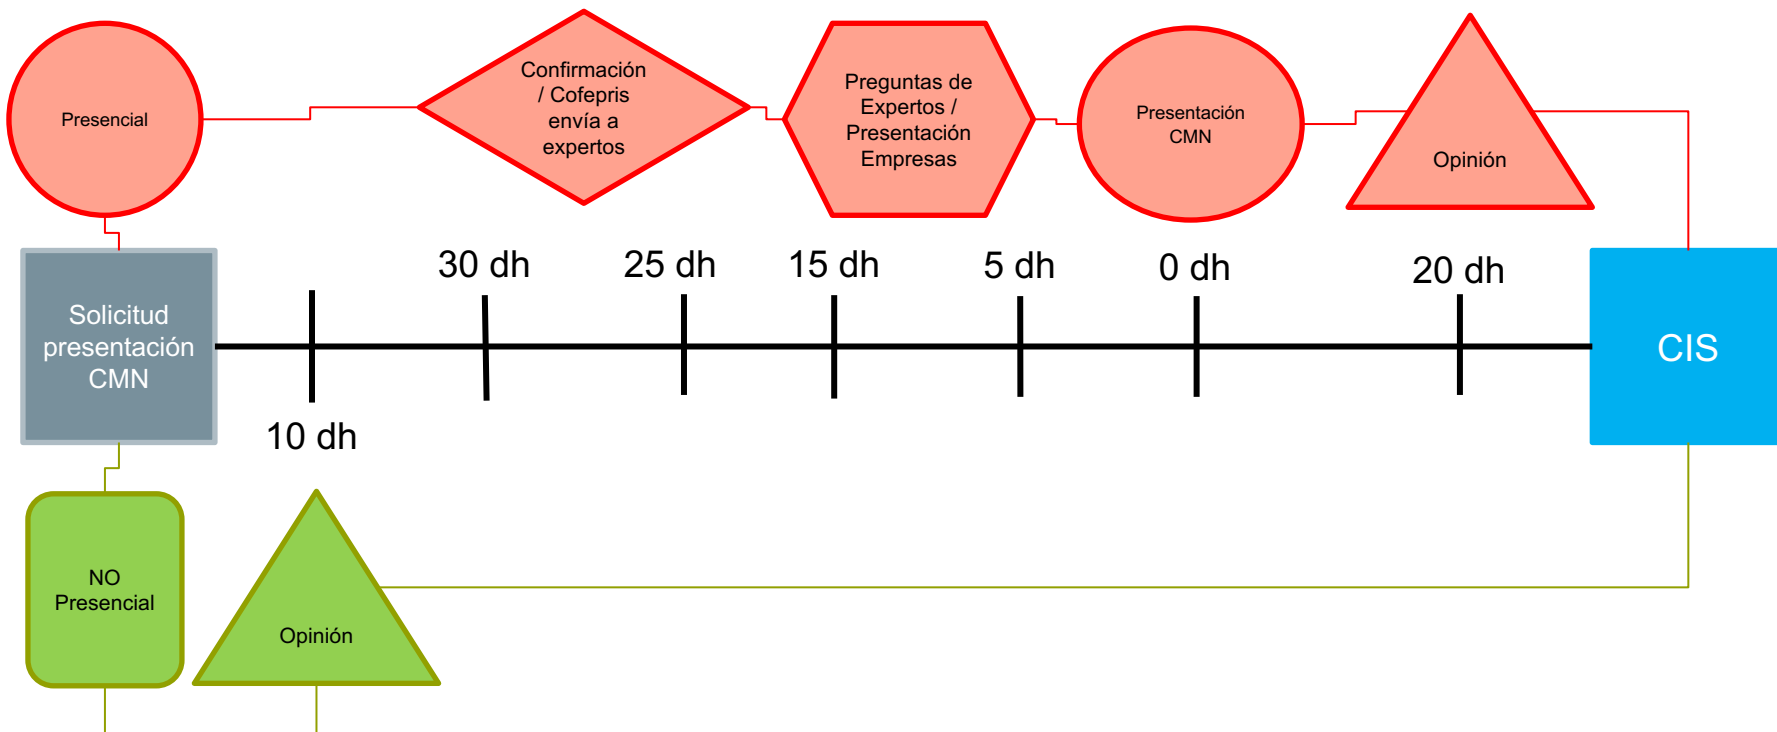 Presencial
Confirmación
/ Cofepris
envía a
expertos
Preguntas de
Expertos /
Presentación
Empresas
Presentación
CMN
Opinión
Solicitud
presentación
CMN
30 dh
25 dh
15 dh
5 dh
0 dh
20 dh
10 dh
CIS
NO
Presencial
Opinión